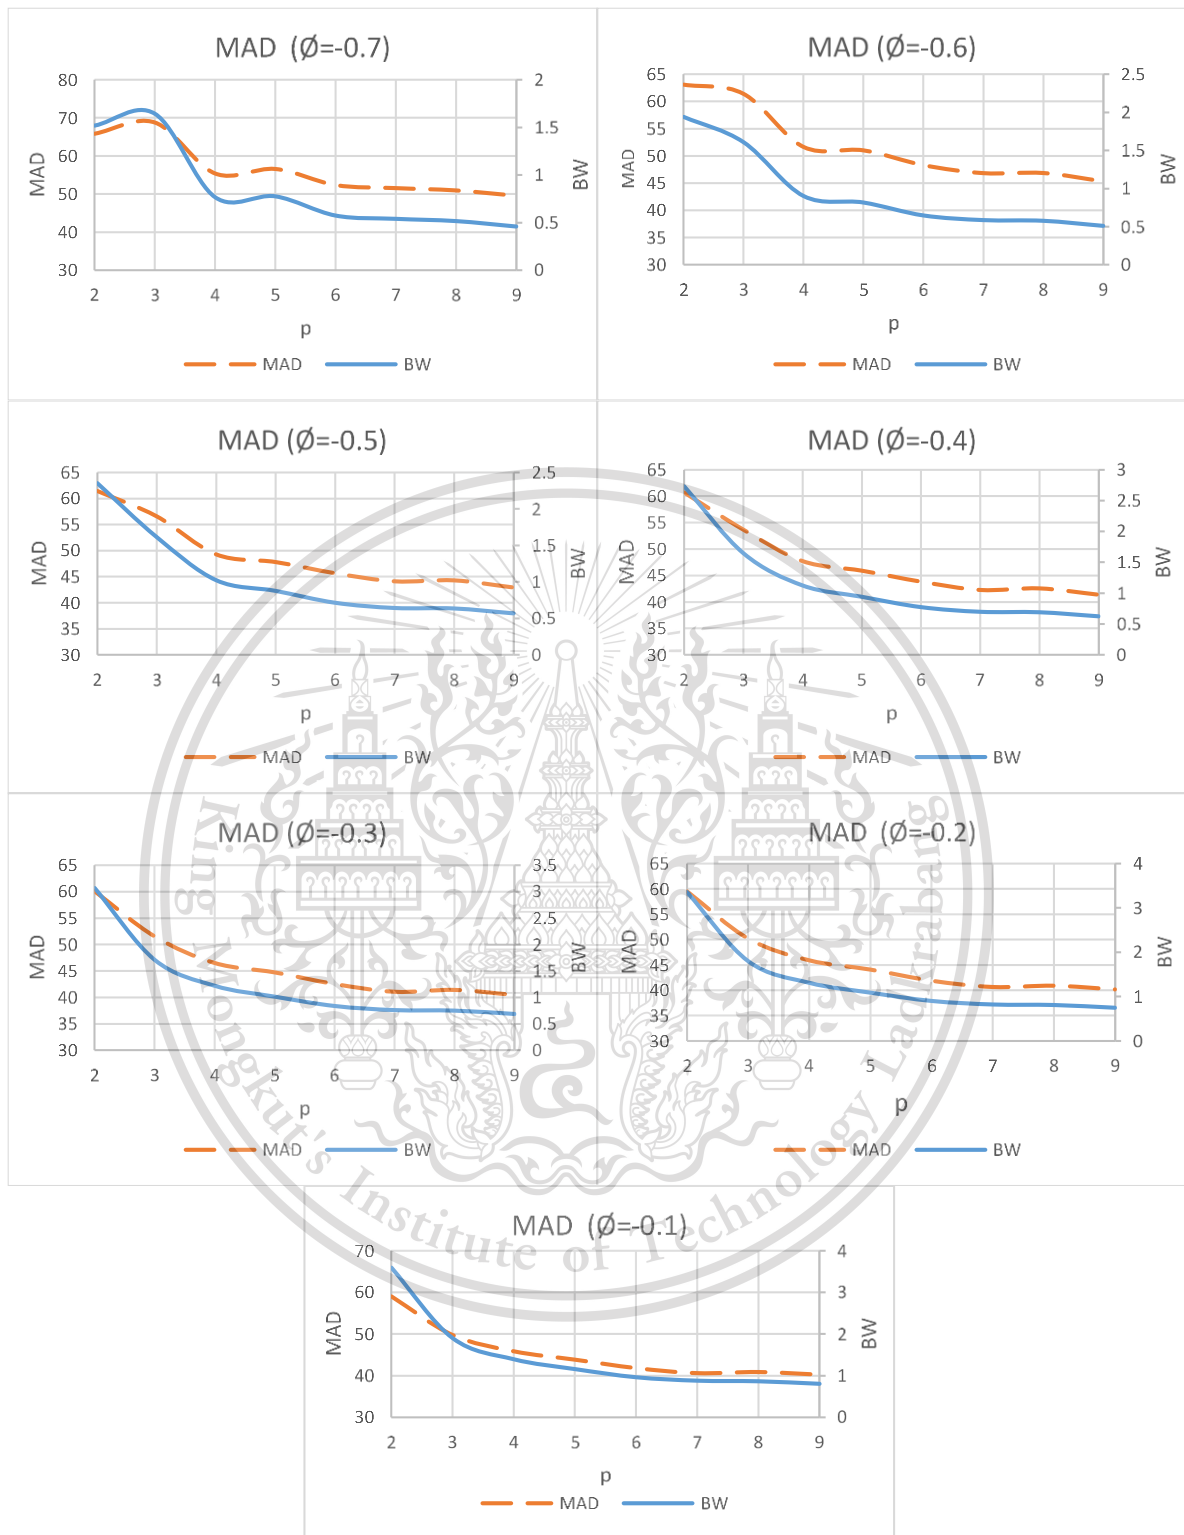 MAD (Ø=-0.7)
80
70
60
50
40
30
MAD
2
1.5
1
0.5
0
BW
2 3 4 5 6 7 8 9
p
MAD BW
MAD (Ø=-0.6)
65
60
55
50
45
40
35
30
MAD
2.5
2
1.5
1
0.5
0
BW
2 3 4 5 6 7 8 9
p
MAD BW
MAD (Ø=-0.5)
65
60
55
50
45
40
35
30
MAD
2.5
2
1.5
1
0.5
0
BW
2 3 4 5 6 7 8 9
p
MAD BW
MAD (Ø=-0.4)
65
60
55
50
45
40
35
30
MAD
3
2.5
2
1.5
1
0.5
0
BW
2 3 4 5 6 7 8 9
p
MAD BW
MAD (Ø=-0.3)
65
60
55
50
45
40
35
30
MAD
3.5
3
2.5
2
1.5
1
0.5
0
BW
2 3 4 5 6 7 8 9
p
MAD BW
MAD (Ø=-0.2)
65
60
55
50
45
40
35
30
MAD
4
3
2
1
0
BW
2 3 4 5 6 7 8 9
p
MAD BW
MAD (Ø=-0.1)
70
60
50
40
30
MAD
4
3
2
1
0
BW
2 3 4 5 6 7 8 9
p
MAD BW
King Mongkut's Institute of Technology Ladkrabang